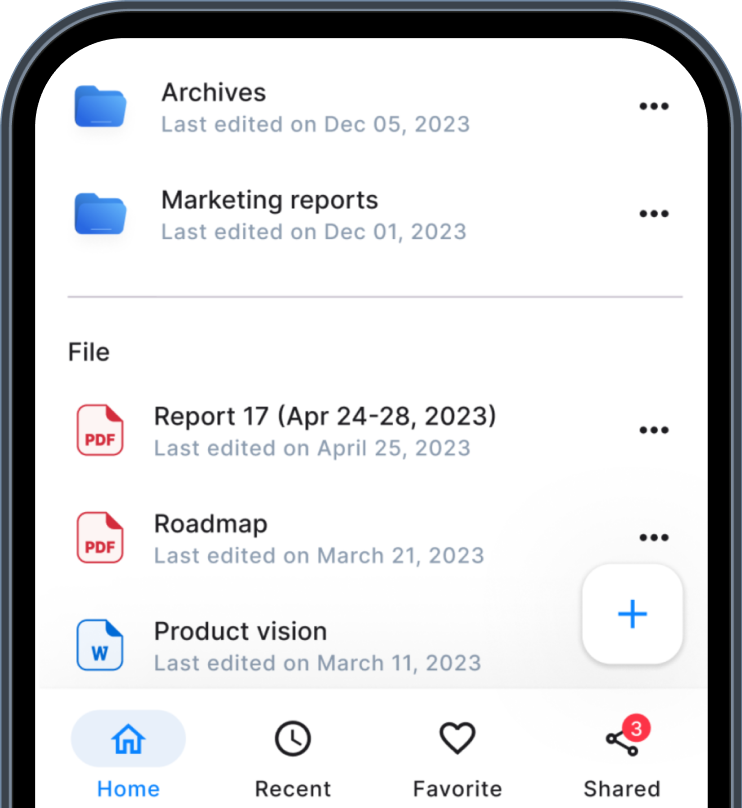 Archives
Last edited on Dec 05, 2023
Marketing reports
Last edited on Dec 01, 2023
File
Report 17 (Apr 24-28, 2023)
PDF
Last edited on April 25, 2023
Roadmap
PDF
Last edited on March 21, 2023
Product vision
W
Last edited on March 11, 2023
3
Home Recent Favorite Shared